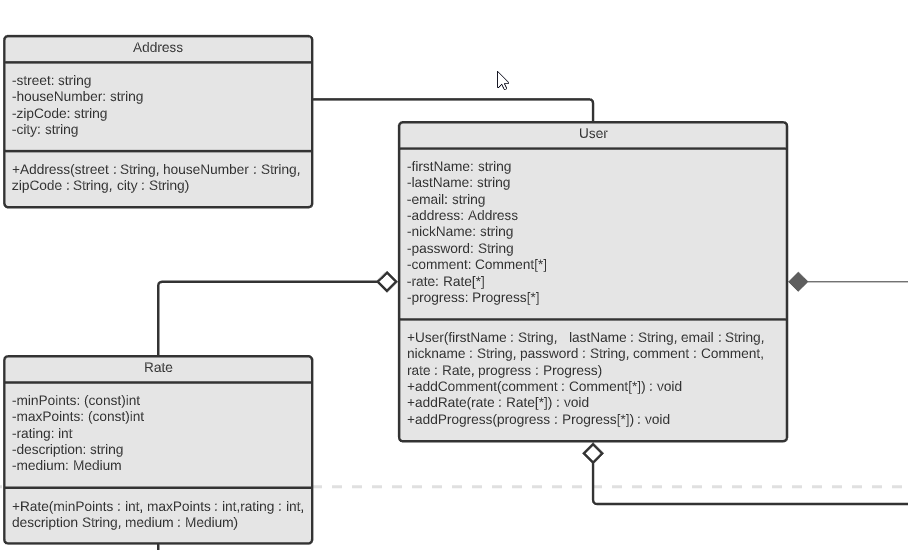 Address
-street: string
-houseNumber: string
-zipCode: string
-city: string
+Address(street : String, houseNumber : String,
zipCode : String, city : String)
User
-firstName: string
-lastName: string
-email: string
-address: Address
-nickName: string
-password: String
-comment: Comment[*]
-rate: Rate[*]
-progress: Progress[*]
+User(firstName : String, lastName : String, email : String,
nickname : String, password : String, comment : Comment,
rate : Rate, progress : Progress)
+addComment(comment : Comment[*]) : void
+addRate(rate : Rate[*]) : void
+addProgress(progress : Progress[*]) : void
Rate
-minPoints: (const)int
-maxPoints: (const)int
-rating: int
-description: string
-medium: Medium
+Rate(minPoints : int, maxPoints : int,rating : int,
description String, medium : Medium)